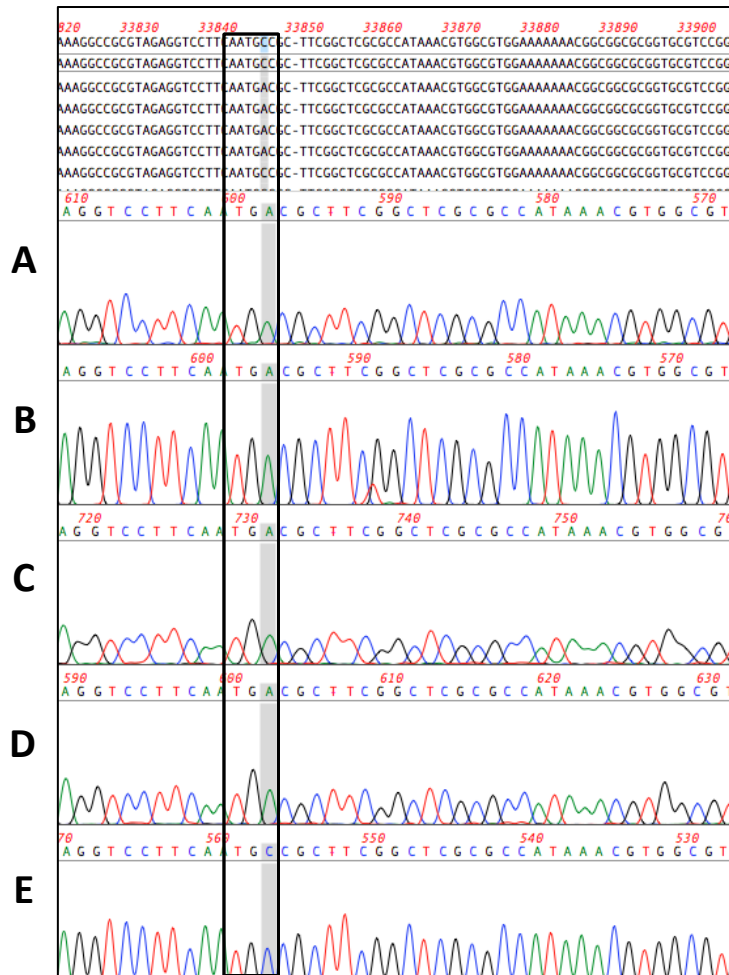 820 33830 33840 33850 33860 33870 33880 33890 33900
AAAGGCCGCGTAGAGGTCCTTCAATGCCGC-TTCGGCTCGCGCCATAAACGTGGCGTGGAAAAAAACGGCGGCGCGGTGCGTCCGG
AAAGGCCGCGTAGAGGTCCTTCAATGCCGC-TTCGGCTCGCGCCATAAACGTGGCGTGGAAAAAAACGGCGGCGCGGTGCGTCCGG
AAAGGCCGCGTAGAGGTCCTTCAATGACGC-TTCGGCTCGCGCCATAAACGTGGCGTGGAAAAAAACGGCGGCGCGGTGCGTCCGG
AAAGGCCGCGTAGAGGTCCTTCAATGACGC-TTCGGCTCGCGCCATAAACGTGGCGTGGAAAAAAACGGCGGCGCGGTGCGTCCGG
AAAGGCCGCGTAGAGGTCCTTCAATGACGC-TTCGGCTCGCGCCATAAACGTGGCGTGGAAAAAAACGGCGGCGCGGTGCGTCCGG
AAAGGCCGCGTAGAGGTCCTTCAATGACGC-TTCGGCTCGCGCCATAAACGTGGCGTGGAAAAAAACGGCGGCGCGGTGCGTCCGG
AAAGGCCGCGTAGAGGTCCTTCAATGCCGC-TTCGGCTCGCGCCATAAACGTGGCGTGGAAAAAAACGGCGGCGCGGTGCGTCCGG
610 600 590 580 570
A G G T C C T T C A A T G A C G C T T C G G C T C G C G C C A T A A A C G T G G C G T
A
600 590 580 570
A G G T C C T T C A A T G A C G C T T C G G C T C G C G C C A T A A A C G T G G C G T
B
720 730 740 750 76
A G G T C C T T C A A T G A C G C T T C G G C T C G C G C C A T A A A C G T G G C G
C
590 600 610 620 630
A G G T C C T T C A A T G A C G C T T C G G C T C G C G C C A T A A A C G T G G C G T
D
70 560 550 540 530
A G G T C C T T C A A T G C C G C T T C G G C T C G C G C C A T A A A C G T G G C G T
E